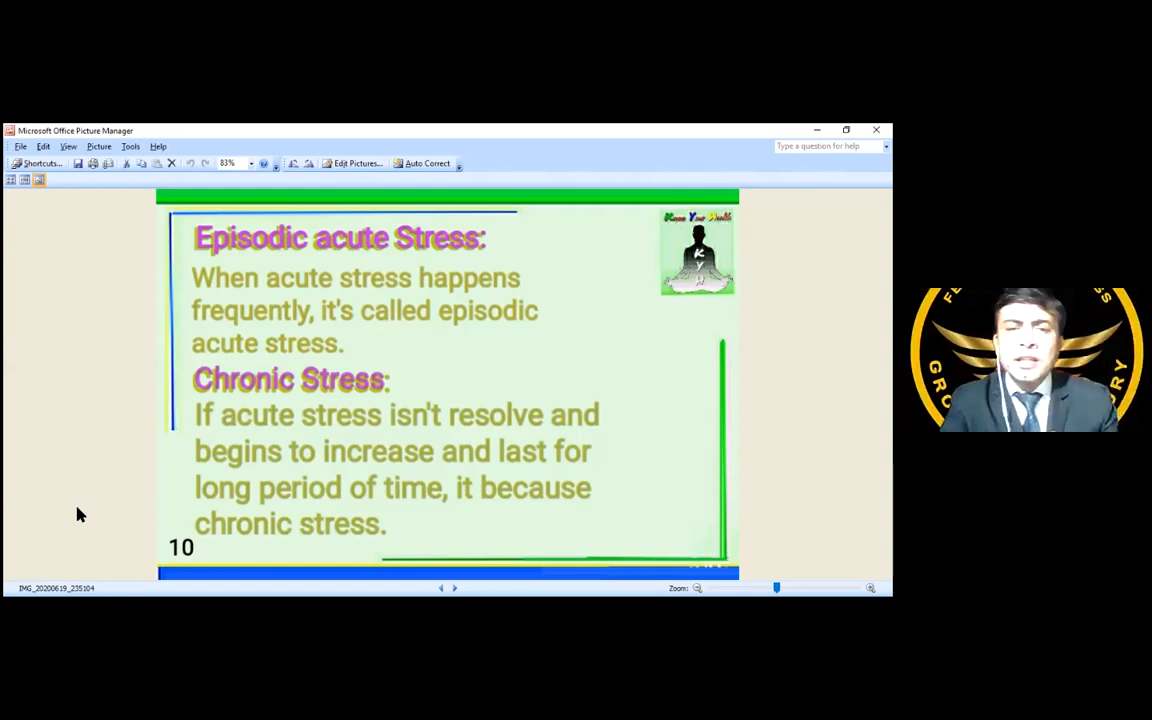 Microsoft Office Picture Manager
File Edit View Picture Tools Help
Type a question for help
Shortcuts... 83% Edit Pictures... Auto Correct
Episodic acute Stress:
Know Your Health
When acute stress happens
frequently, it's called episodic
acute stress.
K
Y
H
Chronic Stress:
If acute stress isn't resolve and
begins to increase and last for
long period of time, it because
chronic stress.
10
IMG_20200619_235104
Zoom: